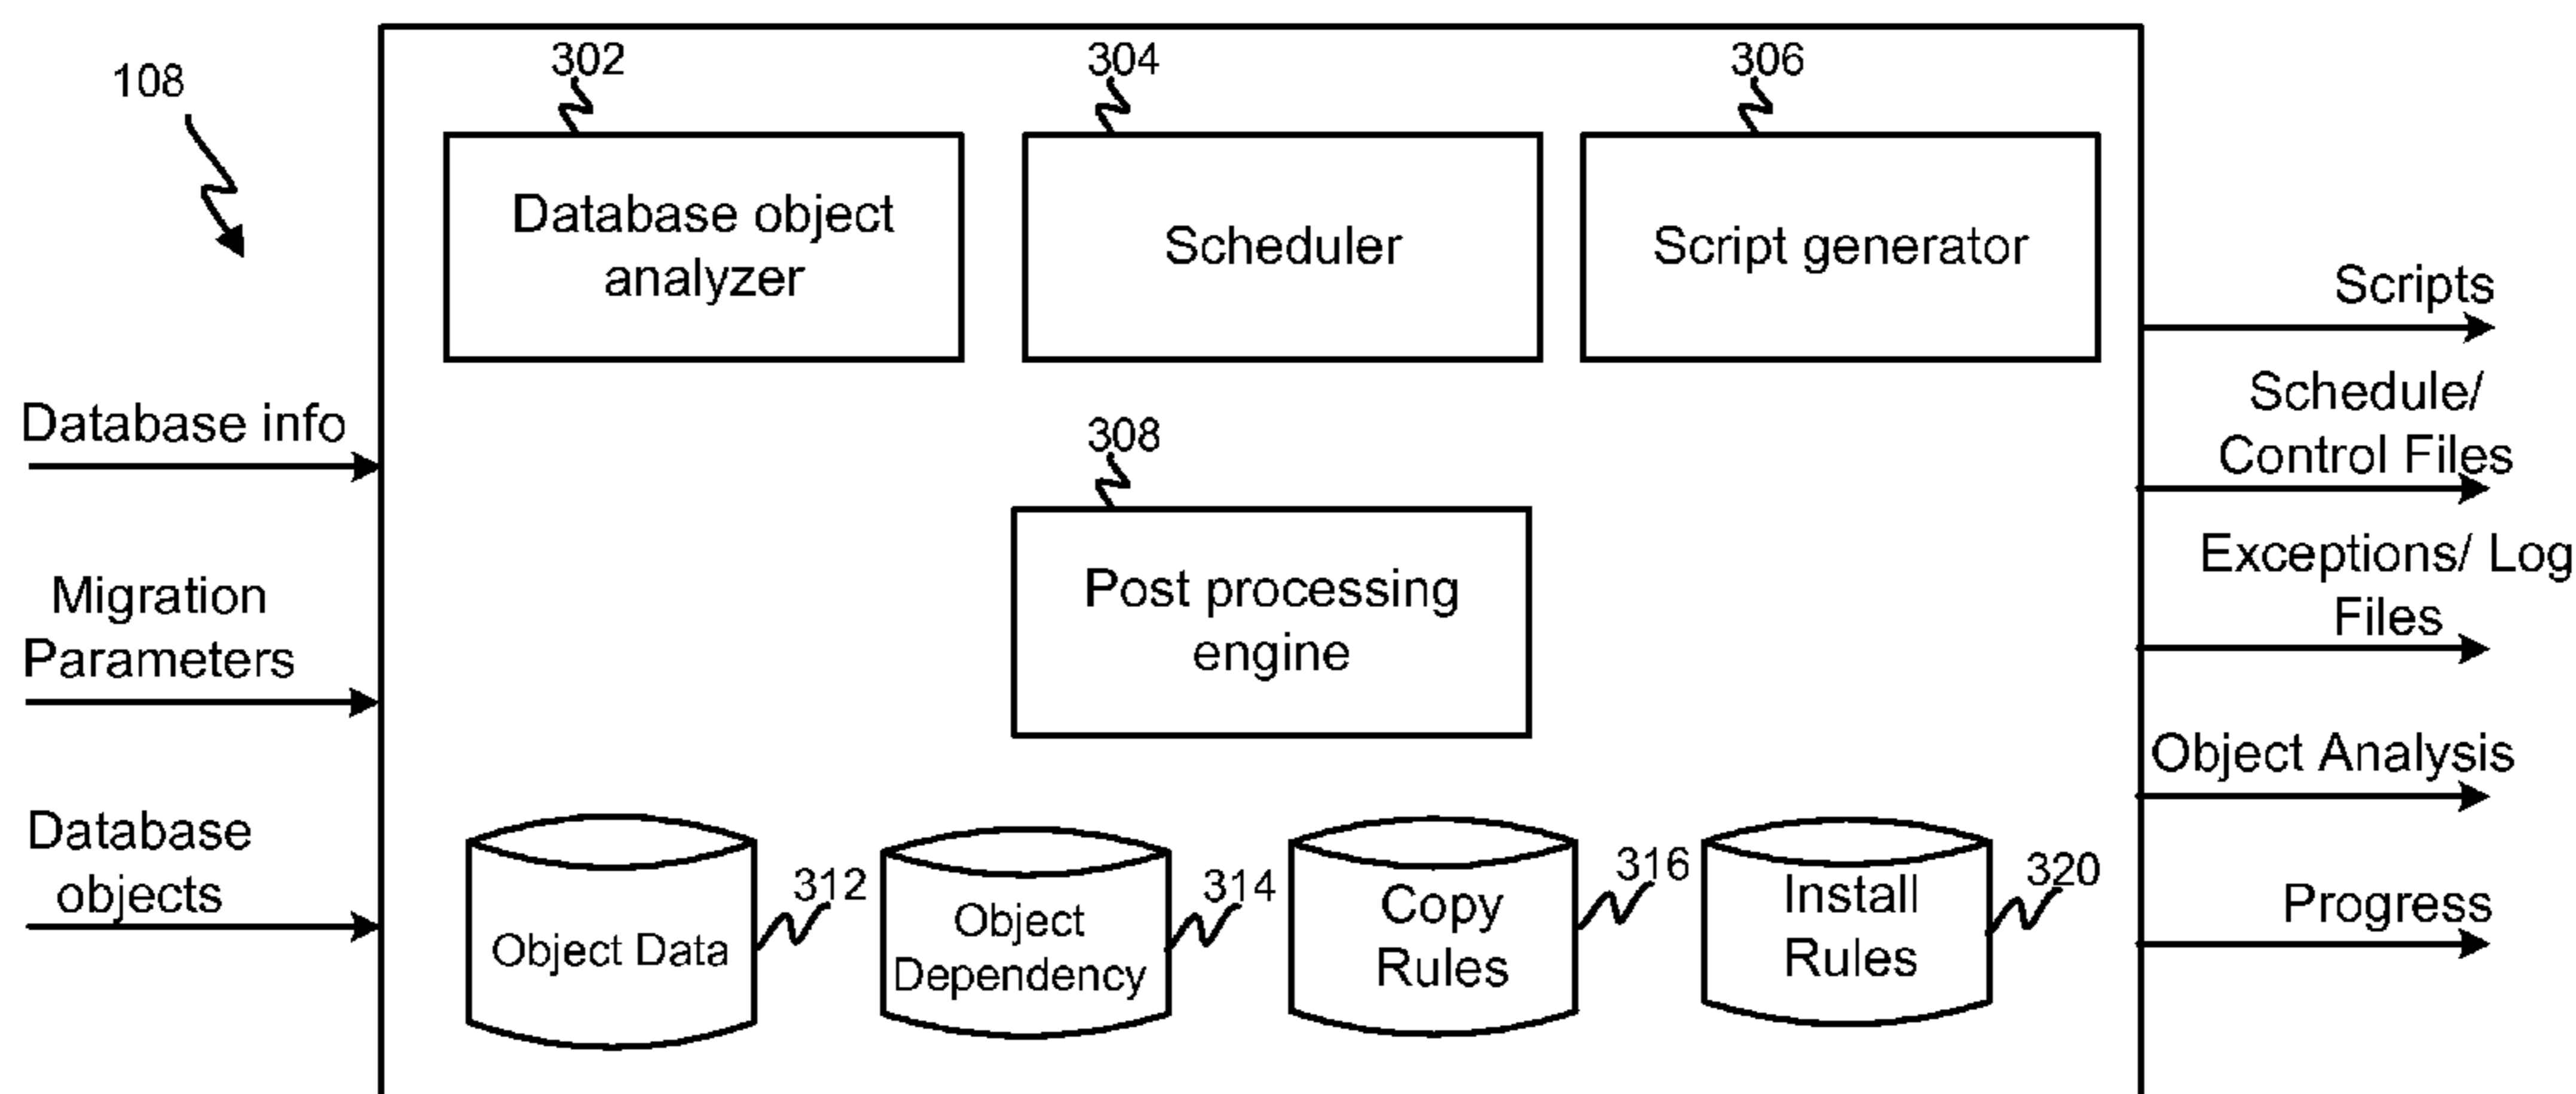 108
302
304
306
Database object
analyzer
Scheduler
Script generator
Database info
Migration
Parameters
Database
objects
308
Post processing
engine
Object Data
312
Object
Dependency
314
Copy
Rules
316
Install
Rules
320
Scripts
Schedule/
Control Files
Exceptions/ Log
Files
Object Analysis
Progress